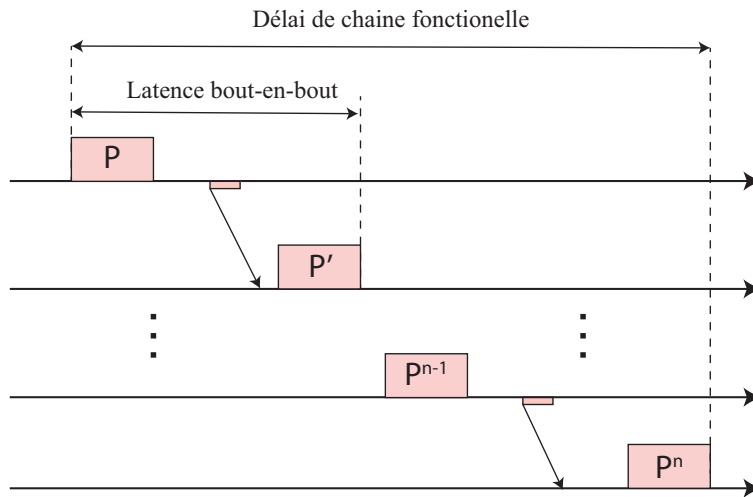 Délai de chaine fonctionelle
Latence bout-en-bout
P
P′
Pⁿ⁻¹
Pⁿ